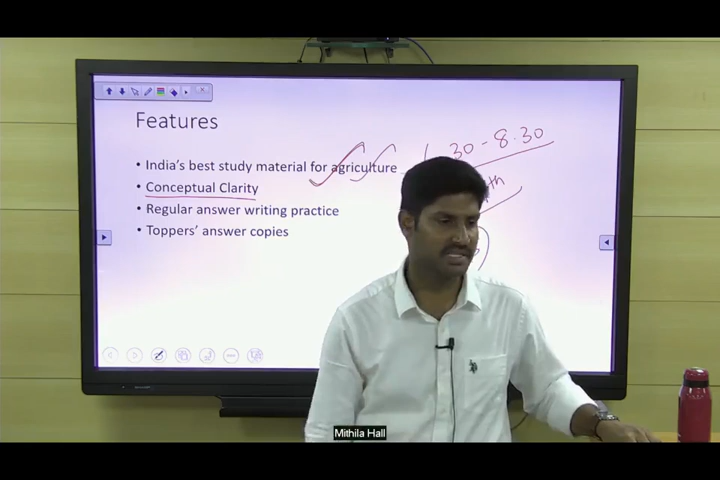 Features
30 - 8.30
• India's best study material for agriculture
• Conceptual Clarity
th
• Regular answer writing practice
• Toppers' answer copies
Mithila Hall